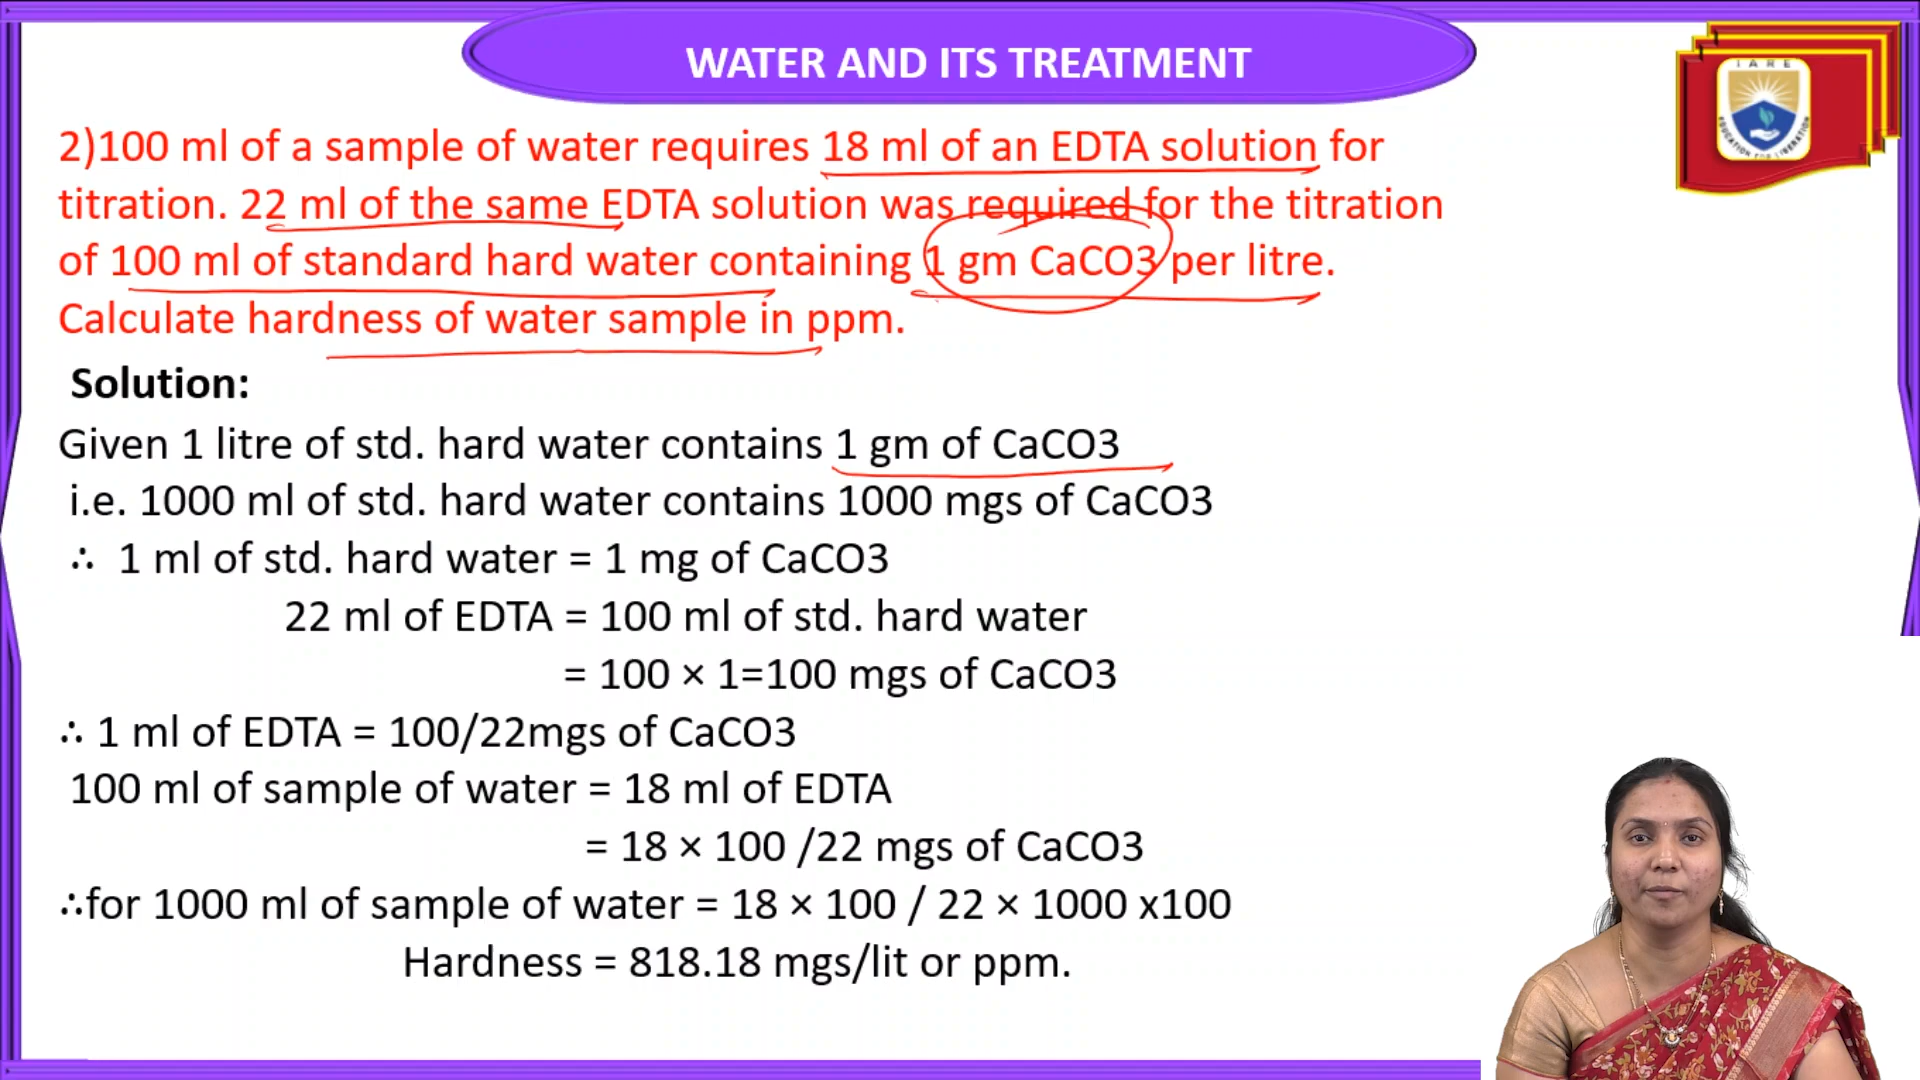 WATER AND ITS TREATMENT
IARE
EDUCATION FOR LIBERATION
2)100 ml of a sample of water requires 18 ml of an EDTA solution for
titration. 22 ml of the same EDTA solution was required for the titration
of 100 ml of standard hard water containing 1 gm CaCO3 per litre.
Calculate hardness of water sample in ppm.
Solution:
Given 1 litre of std. hard water contains 1 gm of CaCO3
i.e. 1000 ml of std. hard water contains 1000 mgs of CaCO3
∴ 1 ml of std. hard water = 1 mg of CaCO3
22 ml of EDTA = 100 ml of std. hard water
= 100 × 1=100 mgs of CaCO3
∴ 1 ml of EDTA = 100/22mgs of CaCO3
100 ml of sample of water = 18 ml of EDTA
= 18 × 100 /22 mgs of CaCO3
∴for 1000 ml of sample of water = 18 × 100 / 22 × 1000 x100
Hardness = 818.18 mgs/lit or ppm.